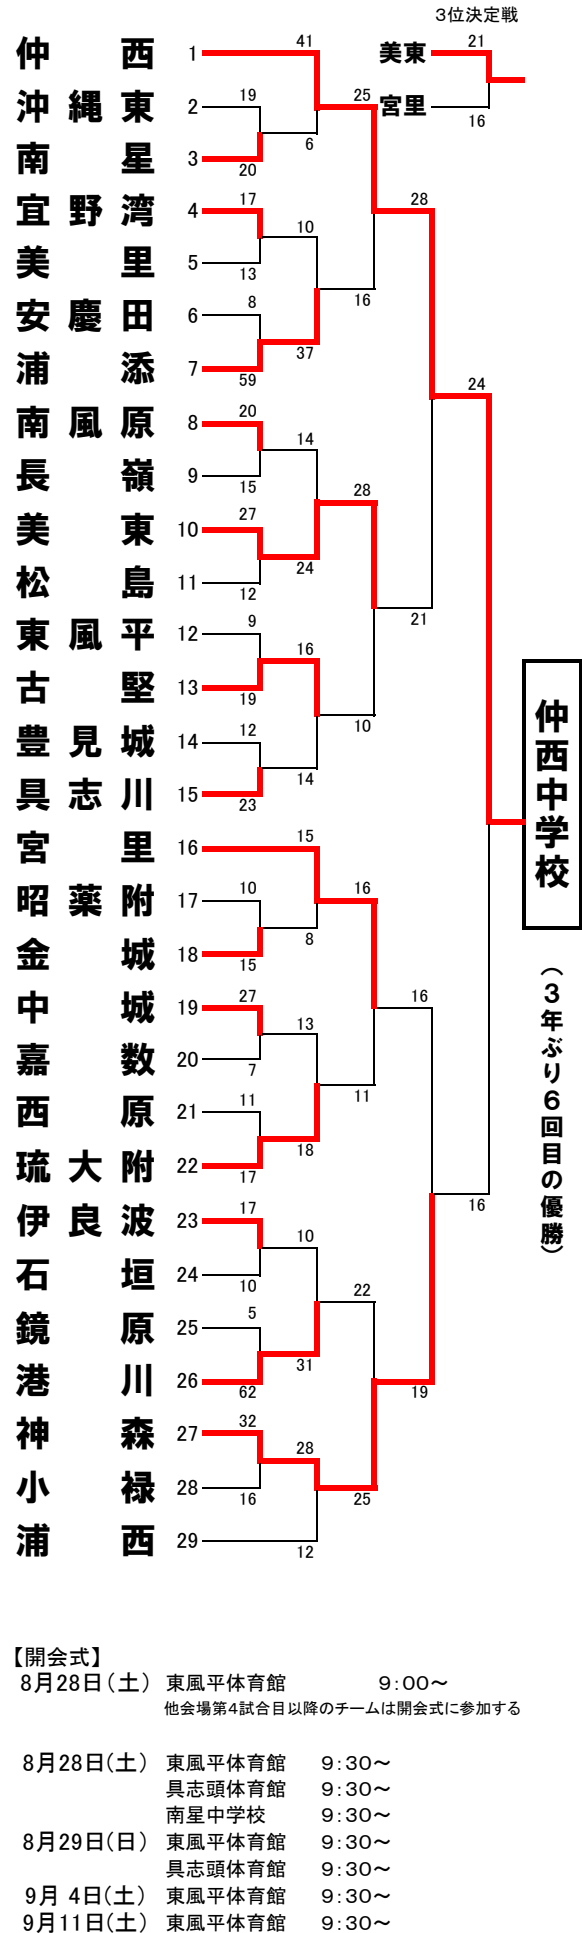 ３位決定戦
美東
21
宮里
16
仲西 1
沖縄東 2
南星 3
宜野湾 4
美里 5
安慶田 6
浦添 7
南風原 8
長嶺 9
美東 10
松島 11
東風平 12
古堅 13
豊見城 14
具志川 15
宮里 16
昭薬附 17
金城 18
中城 19
嘉数 20
西原 21
琉大附 22
伊良波 23
石垣 24
鏡原 25
港川 26
神森 27
小禄 28
浦西 29
41
19
20
6
25
17
13
10
8
59
37
16
28
20
15
14
27
12
24
28
9
19
16
12
23
14
10
21
24
15
10
15
8
16
27
7
13
11
17
18
11
16
17
10
10
5
62
31
22
32
16
28
12
25
19
16
仲西中学校
（３年ぶり６回目の優勝）
【開会式】
8月28日（土） 東風平体育館 ９：００～
他会場第４試合目以降のチームは開会式に参加する
8月28日(土） 東風平体育館 ９：３０～
具志頭体育館 ９：３０～
南星中学校 ９：３０～
8月29日(日） 東風平体育館 ９：３０～
具志頭体育館 ９：３０～
9月 4日(土） 東風平体育館 ９：３０～
9月11日(土） 東風平体育館 ９：３０～